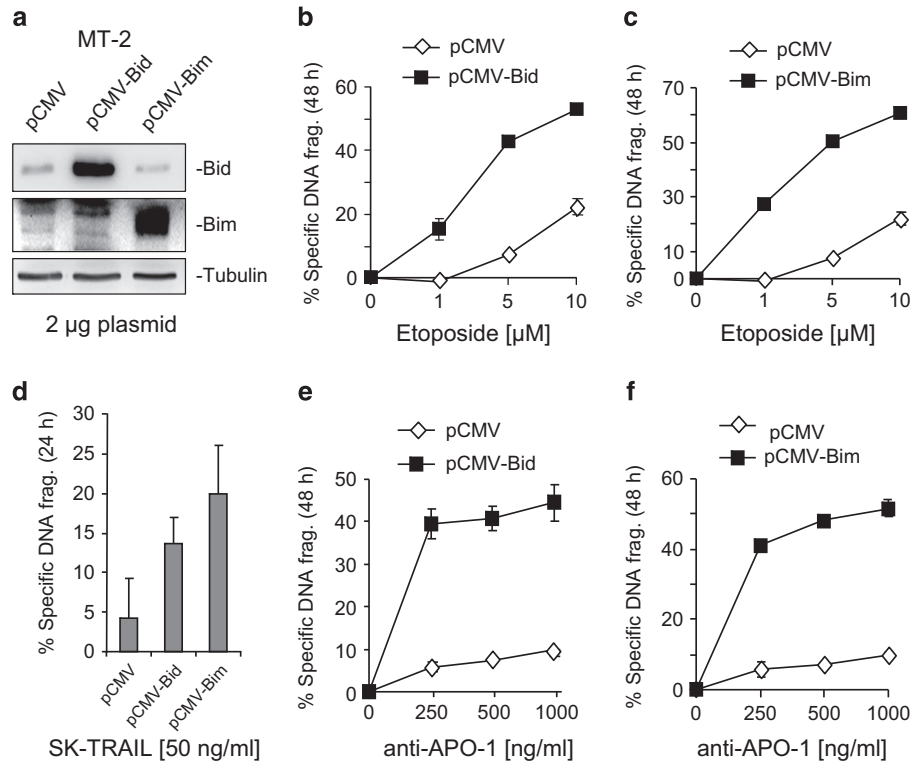 a
MT-2
pCMV
pCMV-Bid
pCMV-Bim
-Bid
-Bim
-Tubulin
2 µg plasmid
b
pCMV
pCMV-Bid
% Specific DNA frag. (48 h)
60
40
20
0
0 1 5 10
Etoposide [µM]
c
pCMV
pCMV-Bim
% Specific DNA frag. (48 h)
70
50
30
10
0
0 1 5 10
Etoposide [µM]
d
% Specific DNA frag. (24 h)
30
25
20
15
10
5
0
pCMV
pCMV-Bid
pCMV-Bim
SK-TRAIL [50 ng/ml]
e
pCMV
pCMV-Bid
% Specific DNA frag. (48 h)
50
40
30
20
10
0
0 250 500 1000
anti-APO-1 [ng/ml]
f
pCMV
pCMV-Bim
% Specific DNA frag. (48 h)
60
40
20
0
0 250 500 1000
anti-APO-1 [ng/ml]